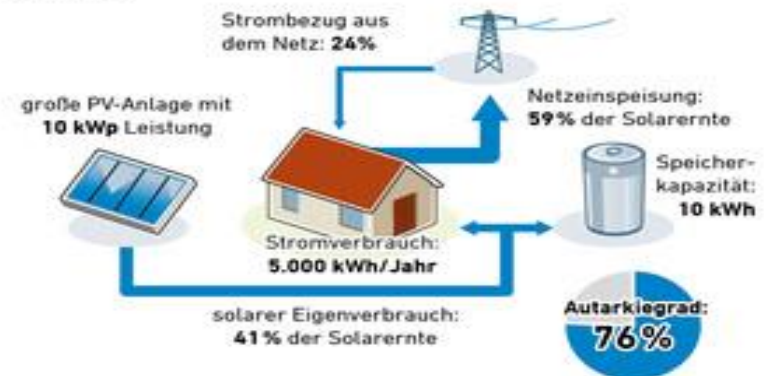 Strombezug aus
dem Netz: 24%
große PV-Anlage mit
10 kWp Leistung
Netzeinspeisung:
59% der Solarernte
Speicher-
kapazität:
10 kWh
Stromverbrauch:
5.000 kWh/Jahr
solarer Eigenverbrauch:
41% der Solarernte
Autarkiegrad:
76%